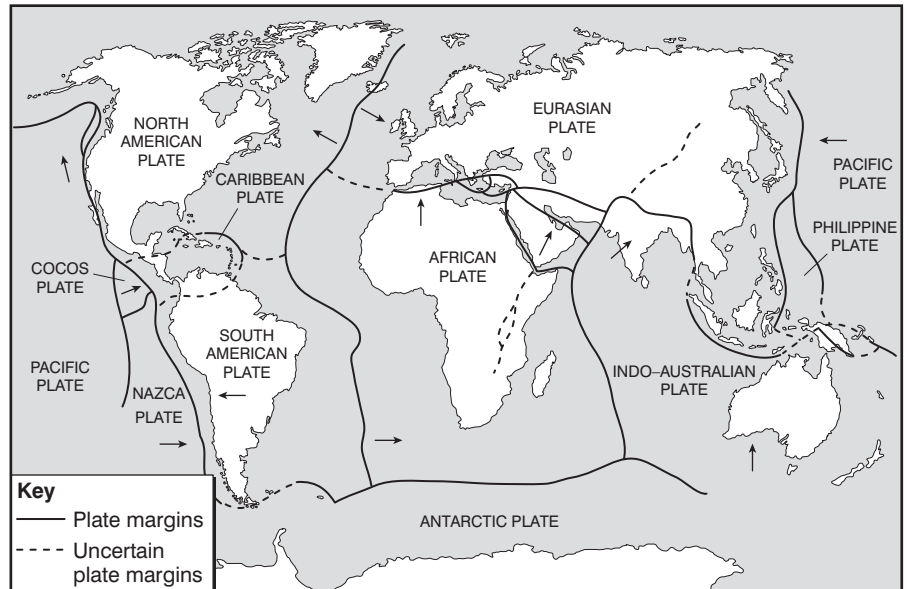 NORTH
AMERICAN
PLATE
EURASIAN
PLATE
CARIBBEAN
PLATE
PACIFIC
PLATE
PHILIPPINE
PLATE
COCOS
PLATE
AFRICAN
PLATE
SOUTH
AMERICAN
PLATE
PACIFIC
PLATE
NAZCA
PLATE
INDO–AUSTRALIAN
PLATE
ANTARCTIC PLATE
Key
Plate margins
Uncertain
plate margins